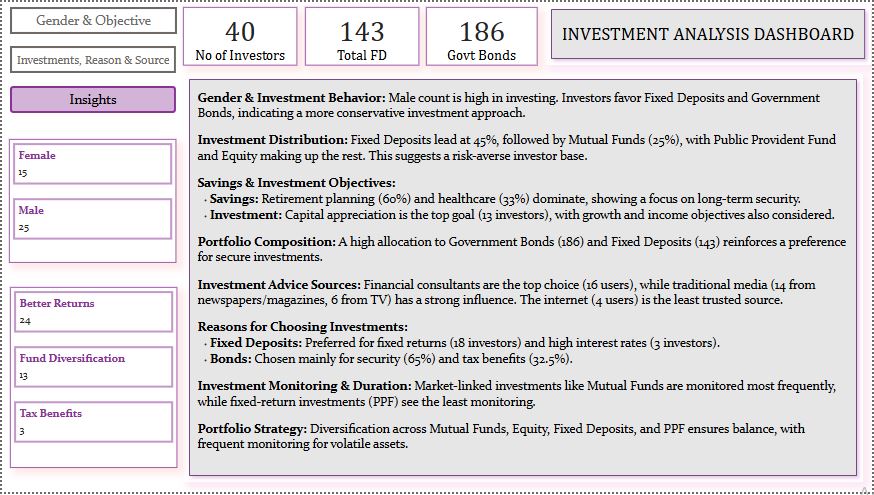 Gender & Objective
Investments, Reason & Source
Insights
40
No of Investors
143
Total FD
186
Govt Bonds
INVESTMENT ANALYSIS DASHBOARD
Female
15
Male
25
Better Returns
24
Fund Diversification
13
Tax Benefits
3
Gender & Investment Behavior: Male count is high in investing. Investors favor Fixed Deposits and Government
Bonds, indicating a more conservative investment approach.
Investment Distribution: Fixed Deposits lead at 45%, followed by Mutual Funds (25%), with Public Provident Fund
and Equity making up the rest. This suggests a risk-averse investor base.
Savings & Investment Objectives:
· Savings: Retirement planning (60%) and healthcare (33%) dominate, showing a focus on long-term security.
· Investment: Capital appreciation is the top goal (13 investors), with growth and income objectives also considered.
Portfolio Composition: A high allocation to Government Bonds (186) and Fixed Deposits (143) reinforces a preference
for secure investments.
Investment Advice Sources: Financial consultants are the top choice (16 users), while traditional media (14 from
newspapers/magazines, 6 from TV) has a strong influence. The internet (4 users) is the least trusted source.
Reasons for Choosing Investments:
· Fixed Deposits: Preferred for fixed returns (18 investors) and high interest rates (3 investors).
· Bonds: Chosen mainly for security (65%) and tax benefits (32.5%).
Investment Monitoring & Duration: Market-linked investments like Mutual Funds are monitored most frequently,
while fixed-return investments (PPF) see the least monitoring.
Portfolio Strategy: Diversification across Mutual Funds, Equity, Fixed Deposits, and PPF ensures balance, with
frequent monitoring for volatile assets.